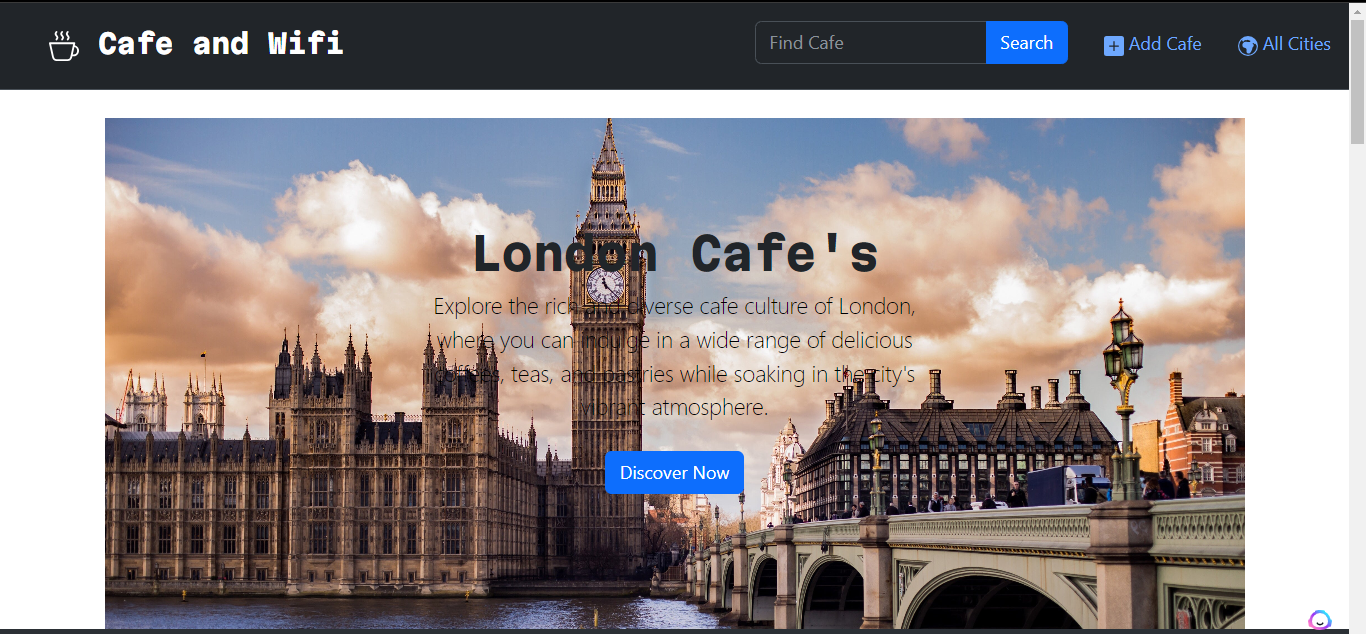 Cafe and Wifi
Find Cafe
Search
Add Cafe
All Cities
London Cafe's
Explore the rich and diverse cafe culture of London,
where you can indulge in a wide range of delicious
coffees, teas, and pastries while soaking in the city's
vibrant atmosphere.
Discover Now